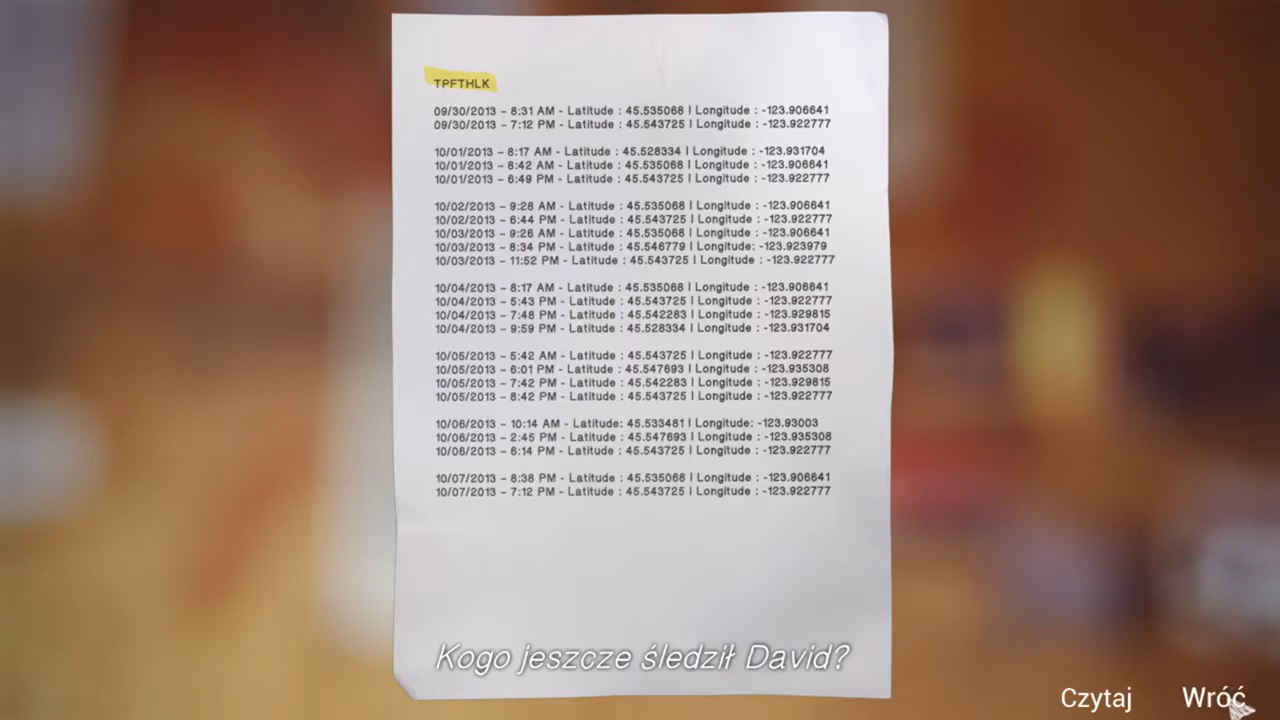 TPFTHLK
09/30/2013 – 8:31 AM - Latitude : 45.535068 | Longitude : -123.906641
09/30/2013 – 7:12 PM - Latitude : 45.543725 | Longitude : -123.922777
10/01/2013 – 8:17 AM - Latitude : 45.528334 | Longitude : -123.931704
10/01/2013 – 8:42 AM - Latitude : 45.535068 | Longitude : -123.906641
10/01/2013 – 6:49 PM - Latitude : 45.543725 | Longitude : -123.922777
10/02/2013 – 9:28 AM - Latitude : 45.535068 | Longitude : -123.906641
10/02/2013 – 6:44 PM - Latitude : 45.543725 | Longitude : -123.922777
10/03/2013 – 9:26 AM - Latitude : 45.535068 | Longitude : -123.906641
10/03/2013 – 8:34 PM - Latitude : 45.546779 | Longitude: -123.923979
10/03/2013 – 11:52 PM - Latitude : 45.543725 | Longitude : -123.922777
10/04/2013 – 8:17 AM - Latitude : 45.535068 | Longitude : -123.906641
10/04/2013 – 5:43 PM - Latitude : 45.543725 | Longitude : -123.922777
10/04/2013 – 7:48 PM - Latitude : 45.542283 | Longitude : -123.929815
10/04/2013 – 9:59 PM - Latitude : 45.528334 | Longitude : -123.931704
10/05/2013 – 5:42 AM - Latitude : 45.543725 | Longitude : -123.922777
10/05/2013 – 6:01 PM - Latitude : 45.547693 | Longitude : -123.935308
10/05/2013 – 7:42 PM - Latitude : 45.542283 | Longitude : -123.929815
10/05/2013 – 8:42 PM - Latitude : 45.543725 | Longitude : -123.922777
10/06/2013 – 10:14 AM - Latitude: 45.533481 | Longitude: -123.93003
10/06/2013 – 2:45 PM - Latitude : 45.547693 | Longitude : -123.935308
10/06/2013 – 6:14 PM - Latitude : 45.543725 | Longitude : -123.922777
10/07/2013 – 8:38 PM - Latitude : 45.535068 | Longitude : -123.906641
10/07/2013 – 7:12 PM - Latitude : 45.543725 | Longitude : -123.922777
Kogo jeszcze śledził David?
Czytaj Wróć